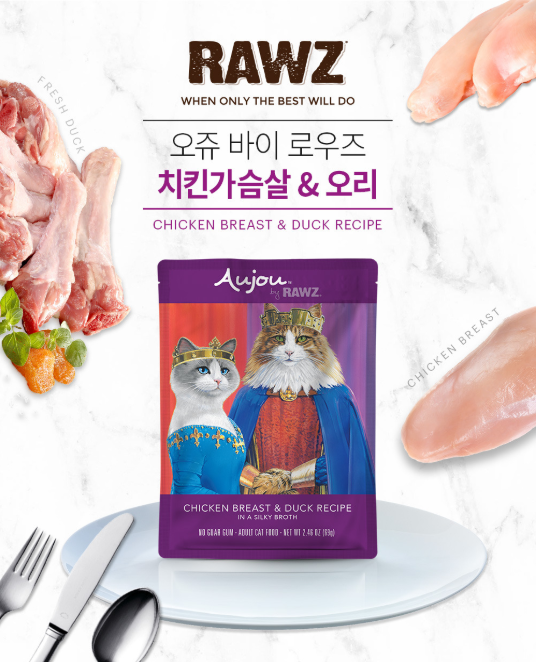 RAWZ
WHEN ONLY THE BEST WILL DO
FRESH DUCK
오쥬 바이 로우즈
치킨가슴살 & 오리
CHICKEN BREAST & DUCK RECIPE
Aujou™
by RAWZ.
CHICKEN BREAST
CHICKEN BREAST & DUCK RECIPE
IN A SILKY BROTH
NO GUAR GUM · ADULT CAT FOOD · NET WT 2.46 OZ (69g)